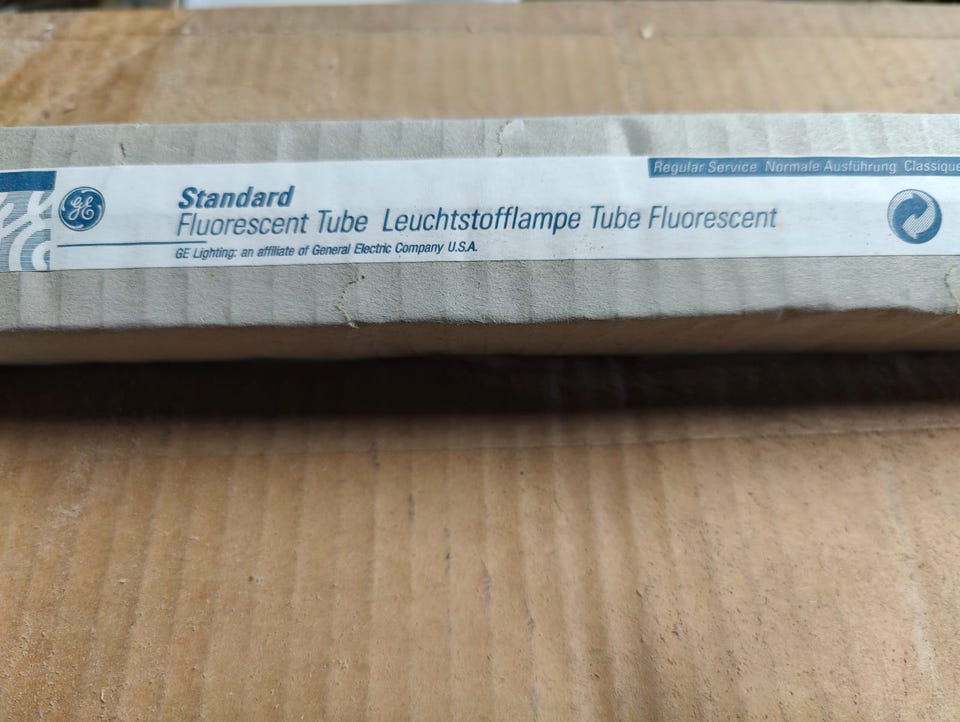 Regular Service Normale Ausführung Classique
GE
Standard
Fluorescent Tube Leuchtstofflampe Tube Fluorescent
GE Lighting: an affiliate of General Electric Company U.S.A.